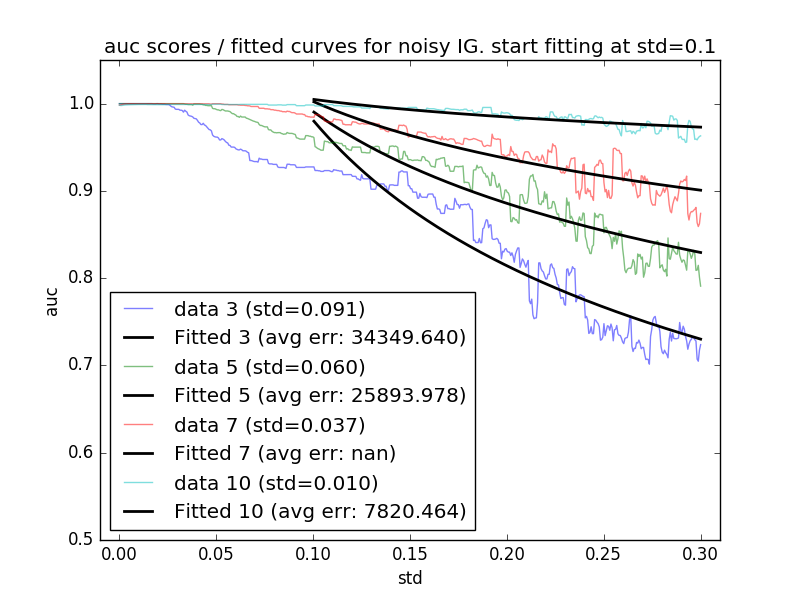 auc scores / fitted curves for noisy IG. start fitting at std=0.1
1.0
0.9
0.8
0.7
0.6
0.5
auc
data 3 (std=0.091)
Fitted 3 (avg err: 34349.640)
data 5 (std=0.060)
Fitted 5 (avg err: 25893.978)
data 7 (std=0.037)
Fitted 7 (avg err: nan)
data 10 (std=0.010)
Fitted 10 (avg err: 7820.464)
0.00 0.05 0.10 0.15 0.20 0.25 0.30
std